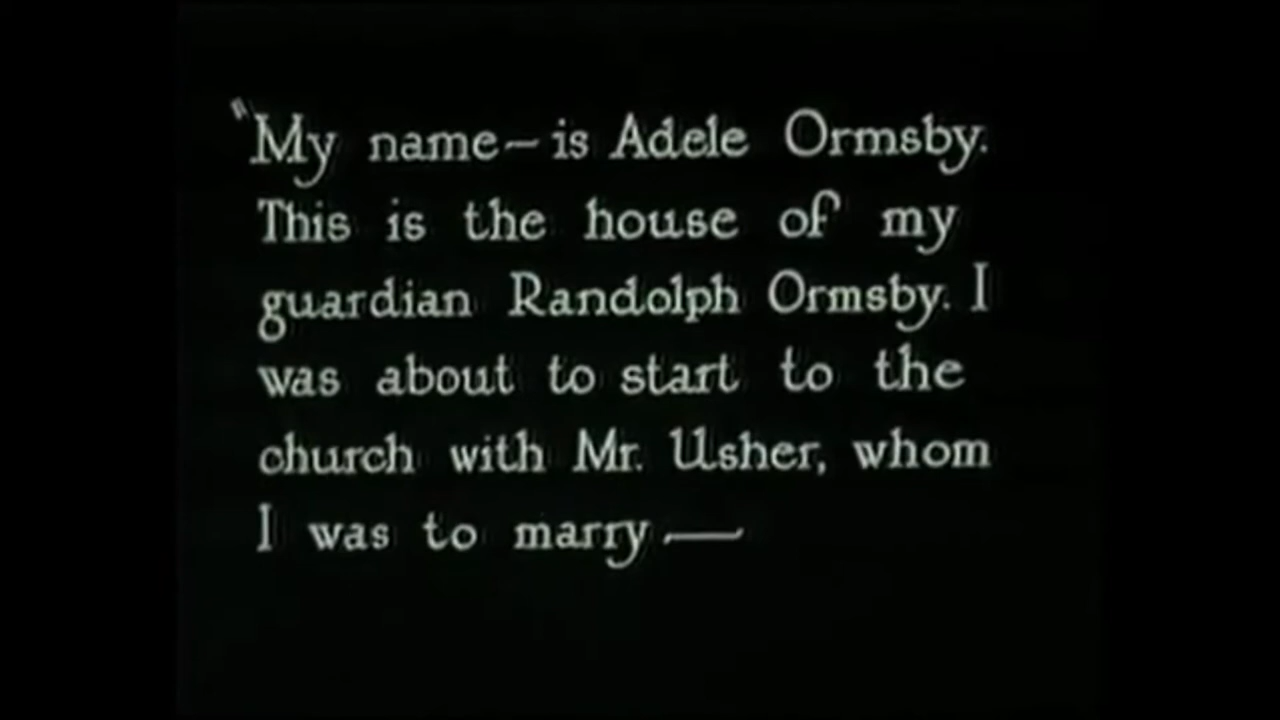 "My name — is Adele Ormsby.
This is the house of my
guardian Randolph Ormsby. I
was about to start to the
church with Mr. Usher, whom
I was to marry —